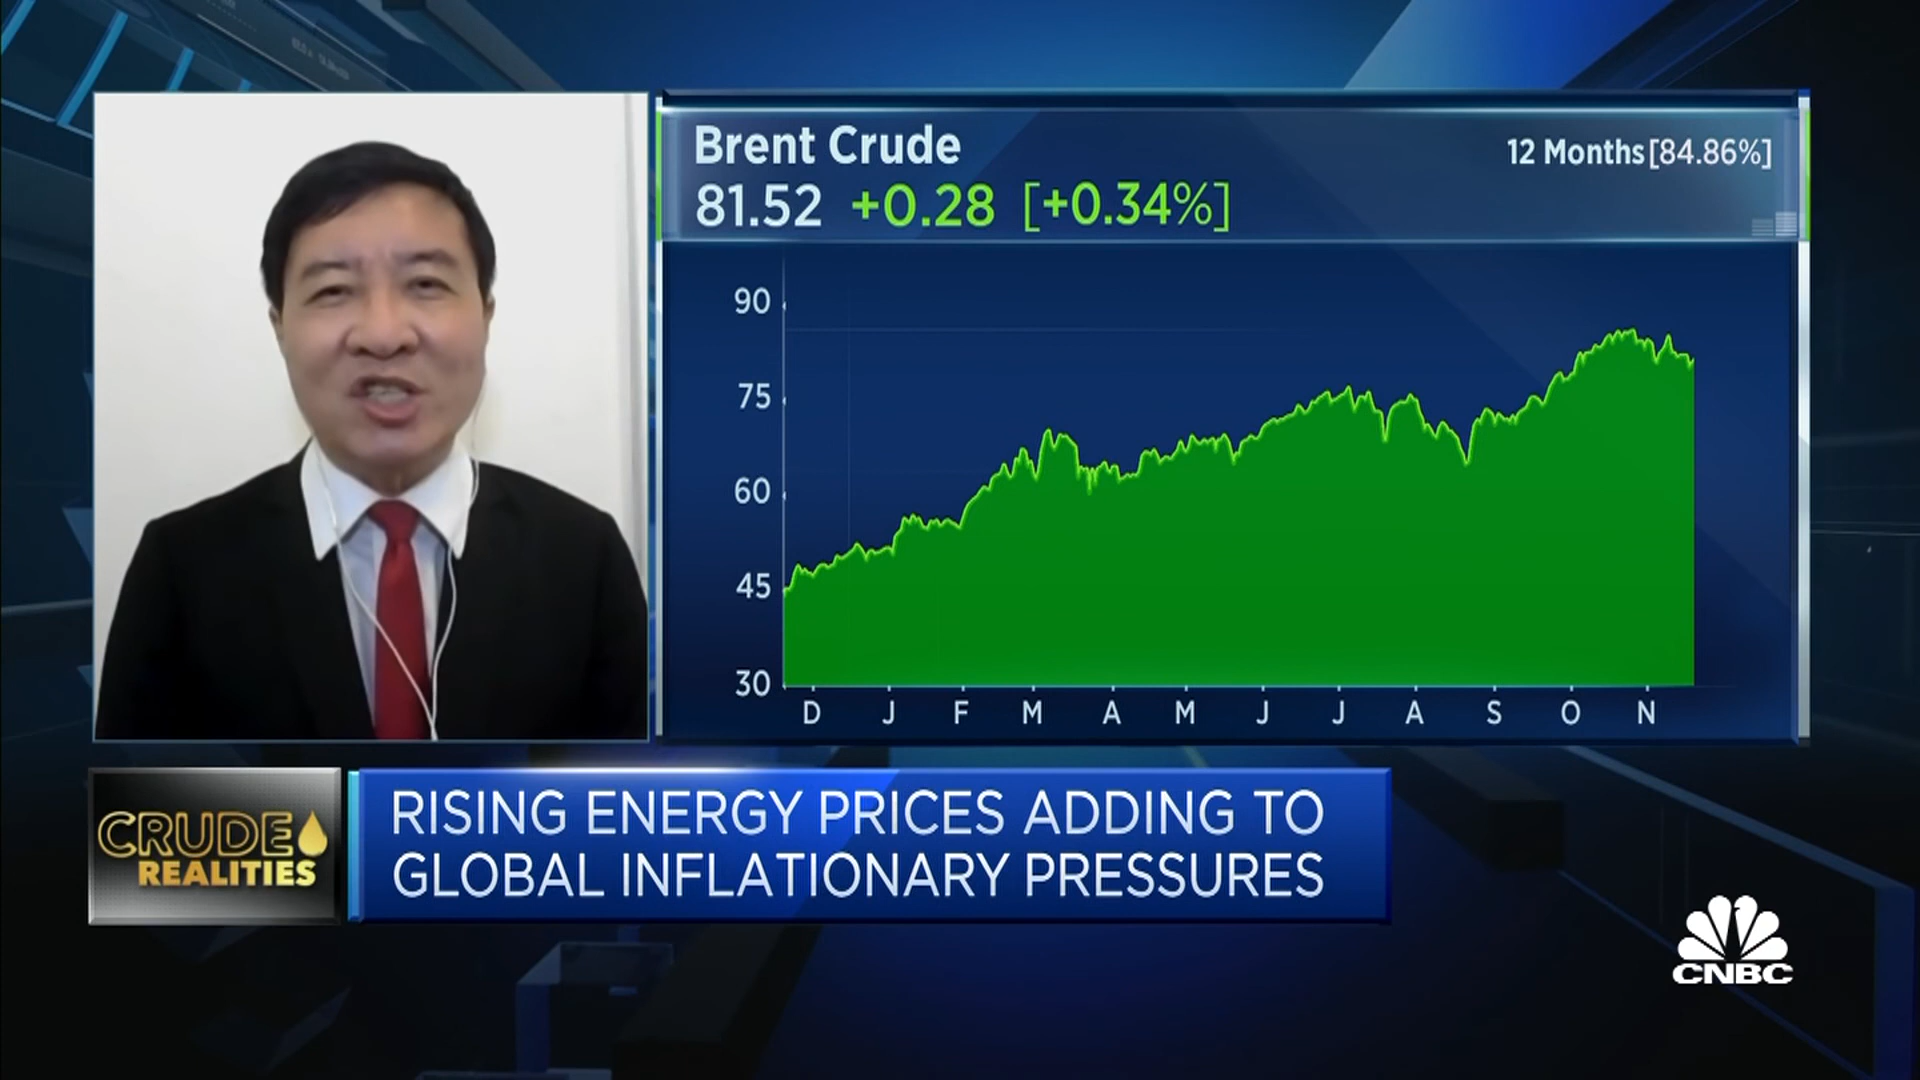 Brent Crude
12 Months[84.86%]
81.52 +0.28 [+0.34%]
90
75
60
45
30
D J F M A M J J A S O N
CRUDE
REALITIES
RISING ENERGY PRICES ADDING TO
GLOBAL INFLATIONARY PRESSURES
CNBC